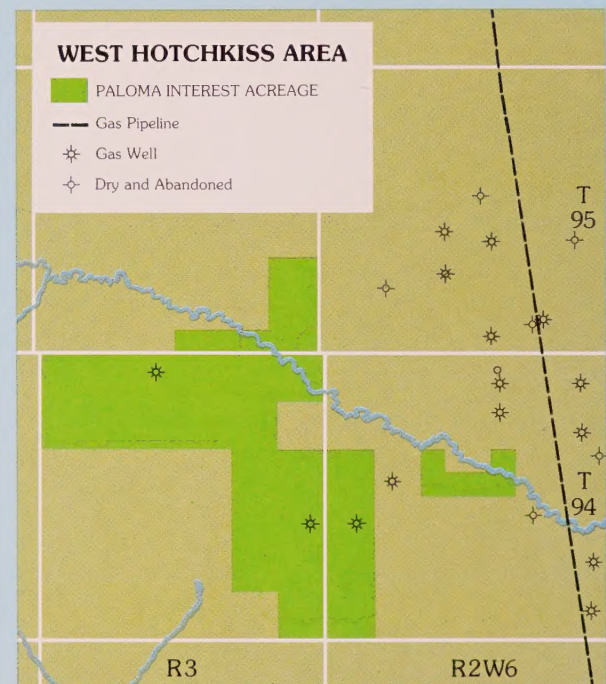 WEST HOTCHKISS AREA
PALOMA INTEREST ACREAGE
Gas Pipeline
Gas Well
Dry and Abandoned
T
95
T
94
R3
R2W6